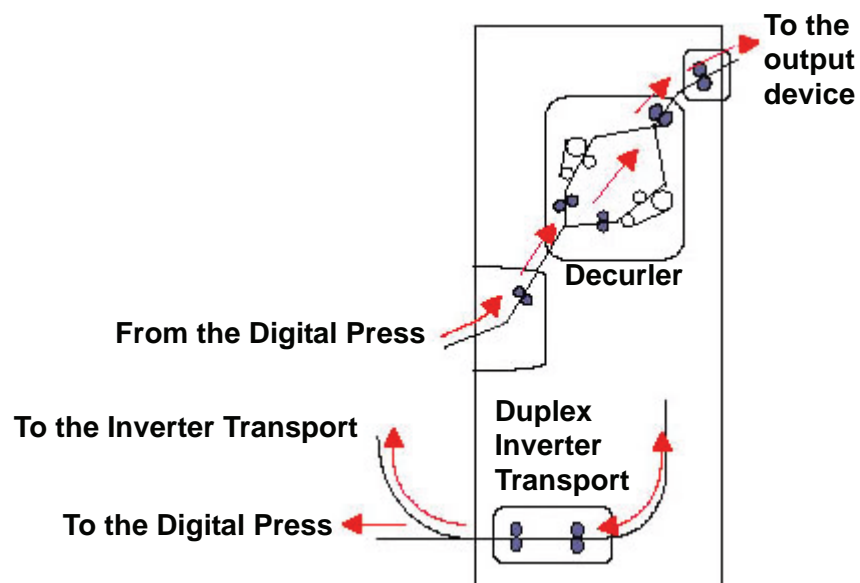 To the
output
device
Decurler
From the Digital Press
Duplex
Inverter
Transport
To the Inverter Transport
To the Digital Press